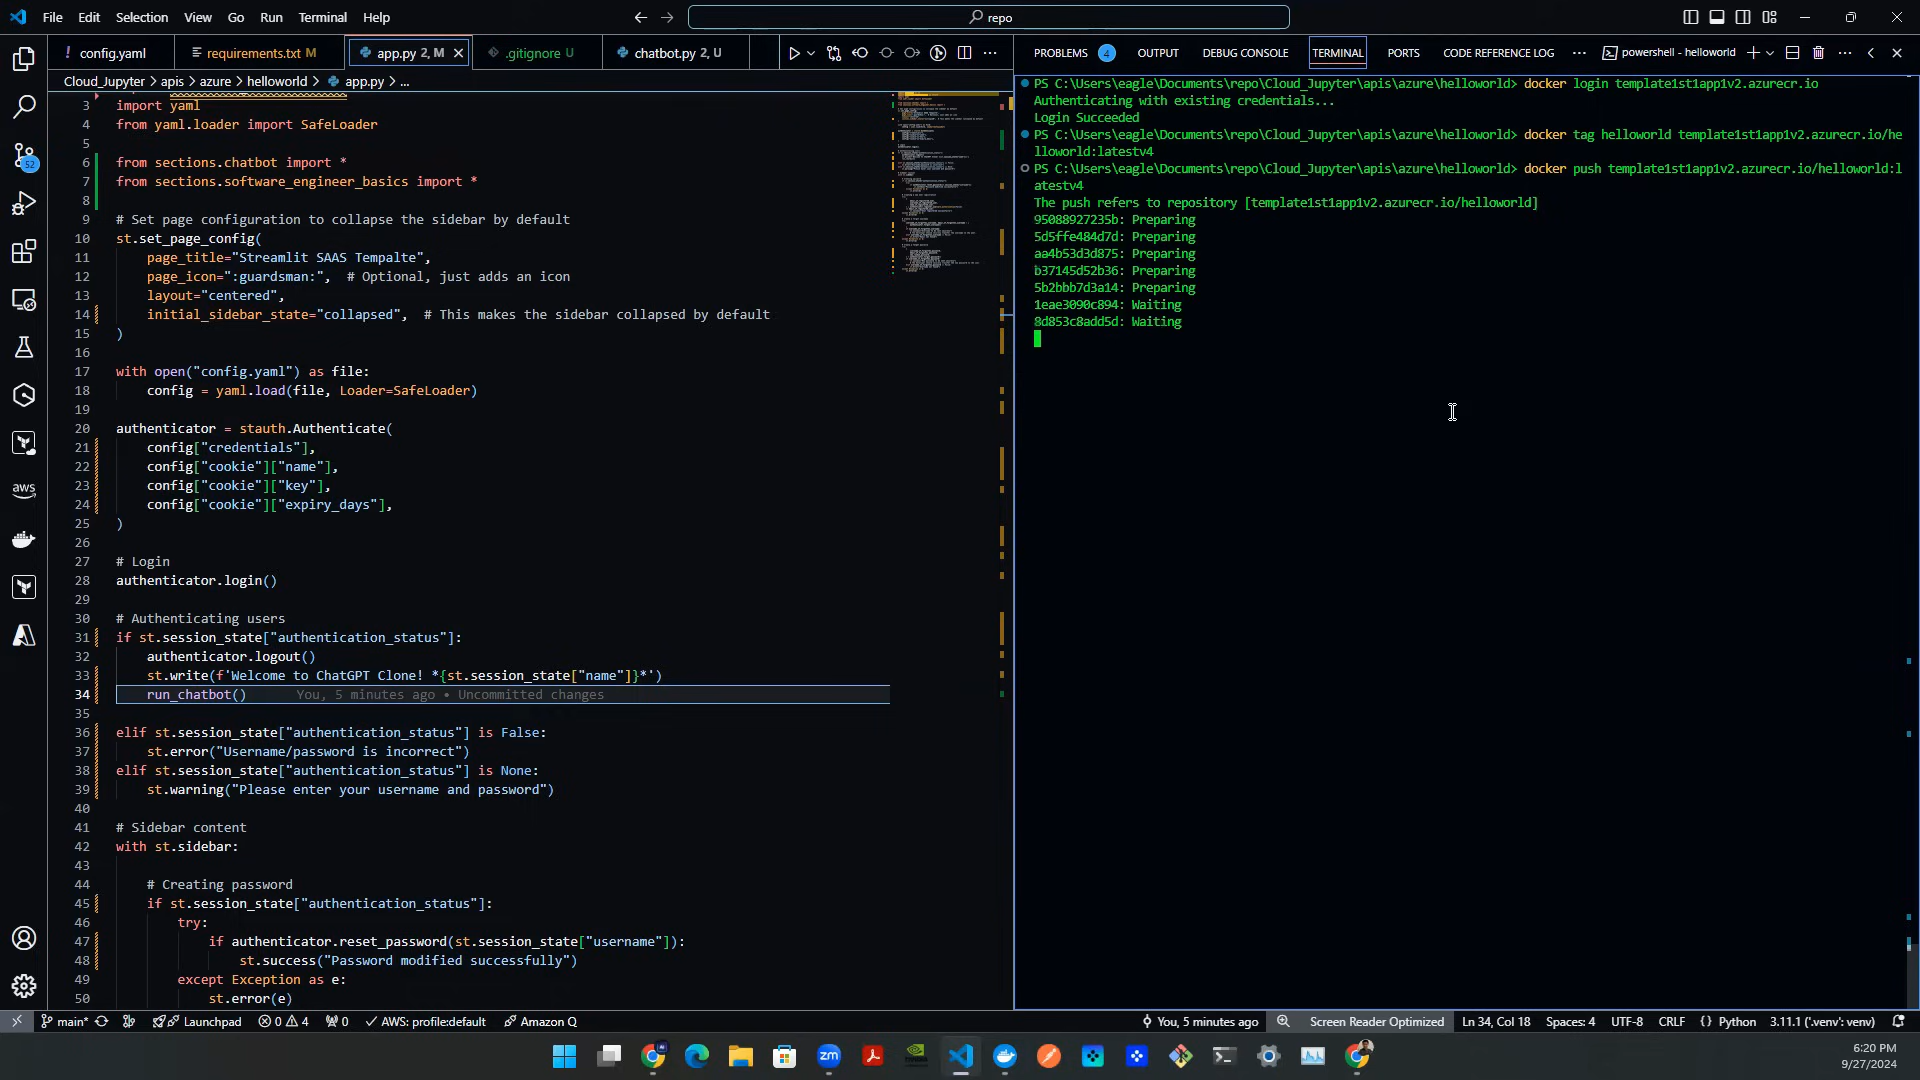 File Edit Selection View Go Run Terminal Help
repo
config.yaml
requirements.txt M
app.py 2, M
.gitignore U
chatbot.py 2, U
PROBLEMS 4 OUTPUT DEBUG CONSOLE TERMINAL PORTS CODE REFERENCE LOG
powershell - helloworld
Cloud_Jupyter > apis > azure > helloworld > app.py > ...
3 import yaml
4 from yaml.loader import SafeLoader
5
6 from sections.chatbot import *
7 from sections.software_engineer_basics import *
8
9 # Set page configuration to collapse the sidebar by default
10 st.set_page_config(
11 page_title="Streamlit SAAS Tempalte",
12 page_icon=":guardsman:", # Optional, just adds an icon
13 layout="centered",
14 initial_sidebar_state="collapsed", # This makes the sidebar collapsed by default
15 )
16
17 with open("config.yaml") as file:
18 config = yaml.load(file, Loader=SafeLoader)
19
20 authenticator = stauth.Authenticate(
21 config["credentials"],
22 config["cookie"]["name"],
23 config["cookie"]["key"],
24 config["cookie"]["expiry_days"],
25 )
26
27 # Login
28 authenticator.login()
29
30 # Authenticating users
31 if st.session_state["authentication_status"]:
32 authenticator.logout()
33 st.write(f'Welcome to ChatGPT Clone! *{st.session_state["name"]}*')
34 run_chatbot() You, 5 minutes ago • Uncommitted changes
35
36 elif st.session_state["authentication_status"] is False:
37 st.error("Username/password is incorrect")
38 elif st.session_state["authentication_status"] is None:
39 st.warning("Please enter your username and password")
40
41 # Sidebar content
42 with st.sidebar:
43
44 # Creating password
45 if st.session_state["authentication_status"]:
46 try:
47 if authenticator.reset_password(st.session_state["username"]):
48 st.success("Password modified successfully")
49 except Exception as e:
50 st.error(e)
PS C:\Users\eagle\Documents\repo\Cloud_Jupyter\apis\azure\helloworld> docker login template1st1app1v2.azurecr.io
Authenticating with existing credentials...
Login Succeeded
PS C:\Users\eagle\Documents\repo\Cloud_Jupyter\apis\azure\helloworld> docker tag helloworld template1st1app1v2.azurecr.io/he
lloworld:latestv4
PS C:\Users\eagle\Documents\repo\Cloud_Jupyter\apis\azure\helloworld> docker push template1st1app1v2.azurecr.io/helloworld:l
atestv4
The push refers to repository [template1st1app1v2.azurecr.io/helloworld]
95088927235b: Preparing
5d5ffe484d7d: Preparing
aa4b53d3d875: Preparing
b37145d52b36: Preparing
5b2bbb7d3a14: Preparing
1eae3090c894: Waiting
8d853c8add5d: Waiting
52
aws
main* Launchpad 0 4 0 AWS: profile:default Amazon Q
You, 5 minutes ago Screen Reader Optimized Ln 34, Col 18 Spaces: 4 UTF-8 CRLF Python 3.11.1 ('.venv': venv)
zm
6:20 PM
9/27/2024